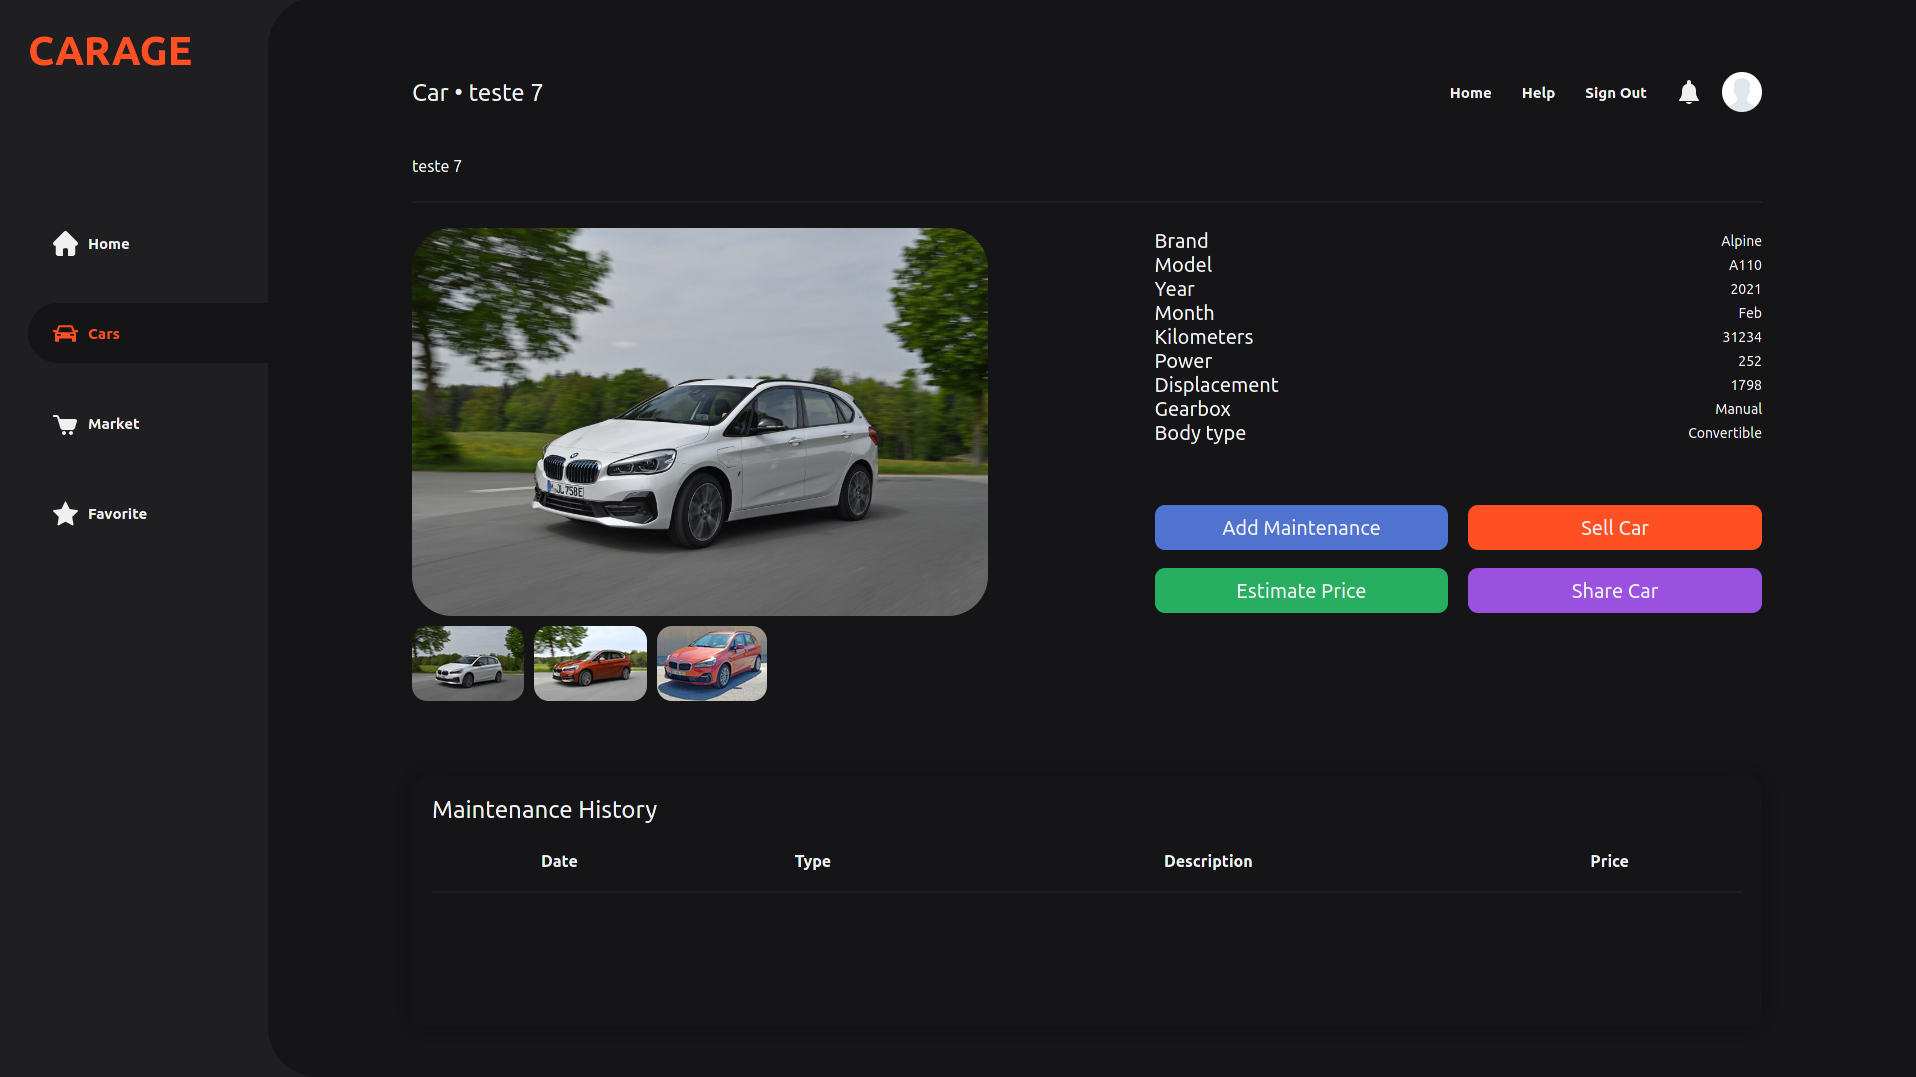 CARAGE
Car • teste 7
Home Help Sign Out
teste 7
Home
Cars
Market
Favorite
Brand Alpine
Model A110
Year 2021
Month Feb
Kilometers 31234
Power 252
Displacement 1798
Gearbox Manual
Body type Convertible
Add Maintenance Sell Car
Estimate Price Share Car
Maintenance History
Date Type Description Price